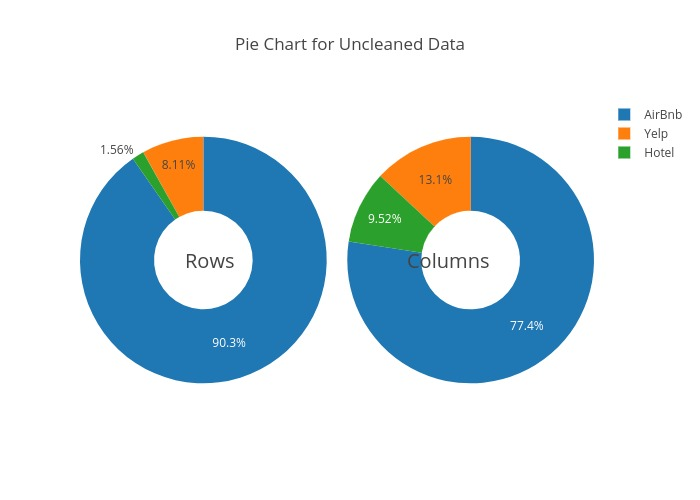 Pie Chart for Uncleaned Data
AirBnb
Yelp
Hotel
1.56%
8.11%
Rows
90.3%
13.1%
9.52%
Columns
77.4%